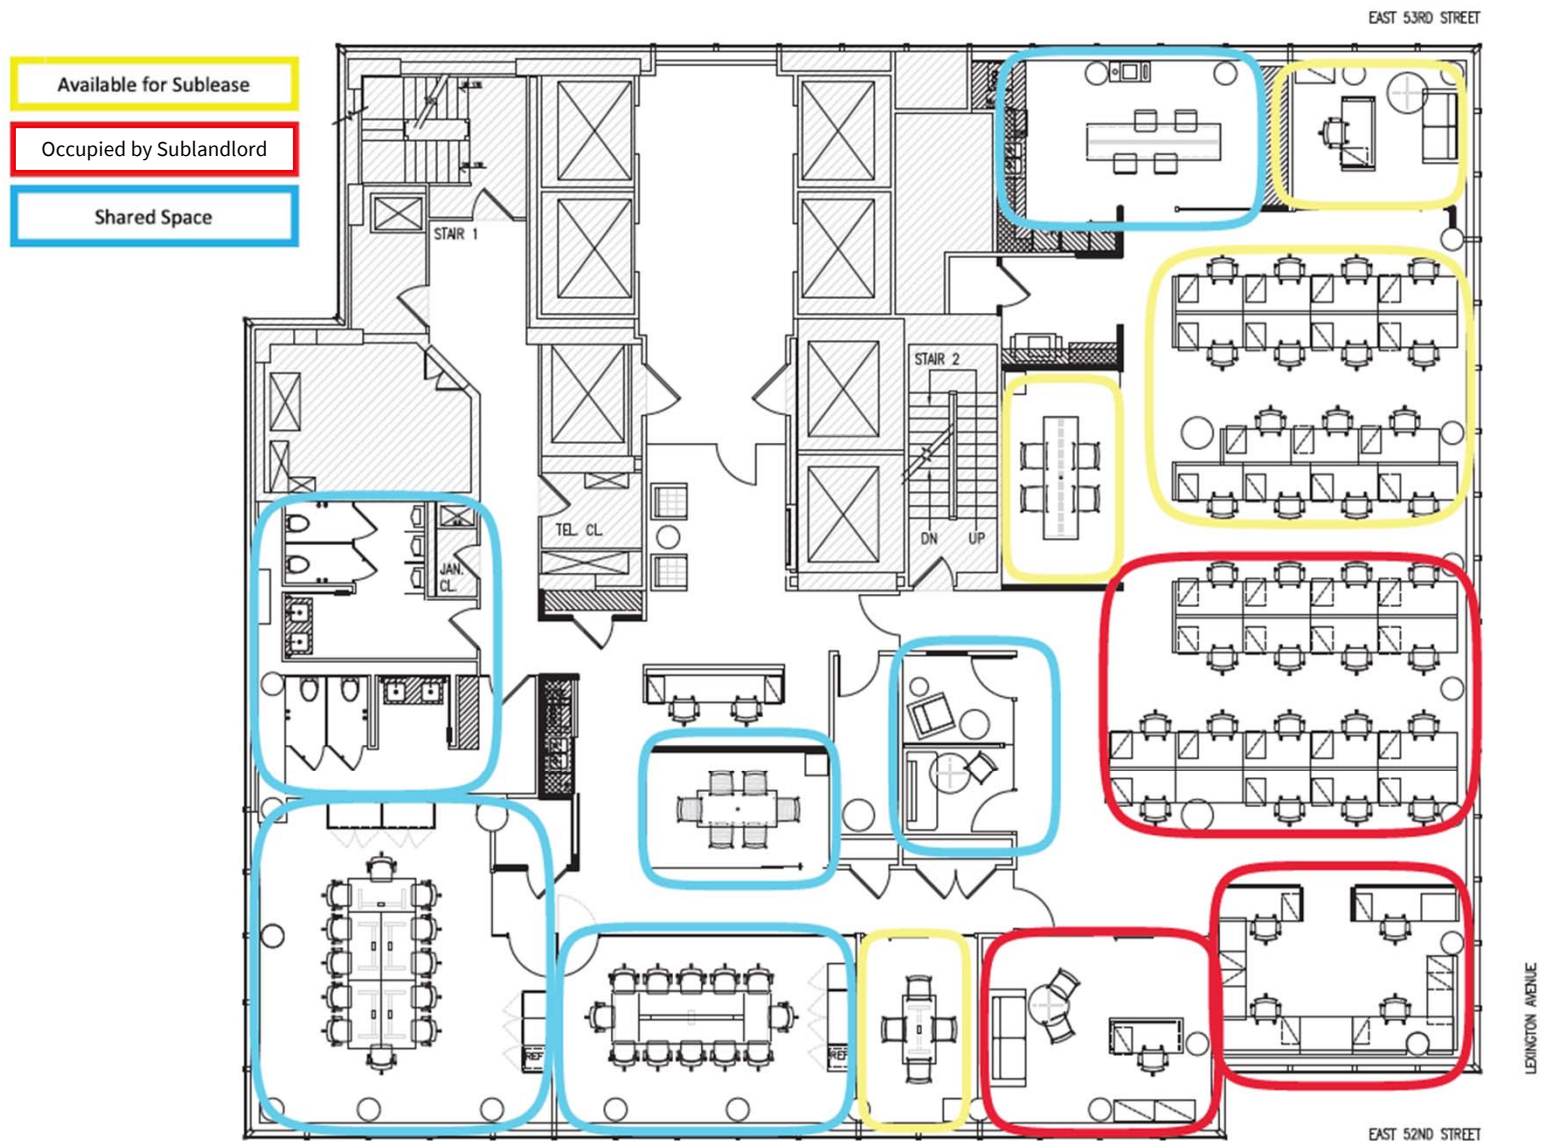 EAST 53RD STREET
Available for Sublease
Occupied by Sublandlord
Shared Space
STAIR 1
STAIR 2
TEL. CL.
DN UP
JAN.
CL.
REF
REF
LEXINGTON AVENUE
EAST 52ND STREET